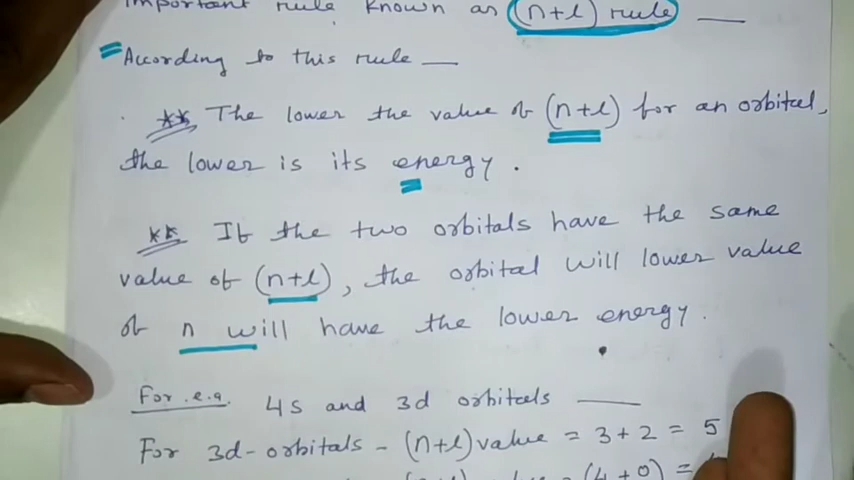 important rule known as (n+l) rule —
According to this rule —
** The lower the value of (n+l) for an orbital,
the lower is its energy.
** If the two orbitals have the same
value of (n+l), the orbital will lower value
of n will have the lower energy.
For e.g. 4s and 3d orbitals —
For 3d-orbitals - (n+l) value = 3+2 = 5
(4+0) =